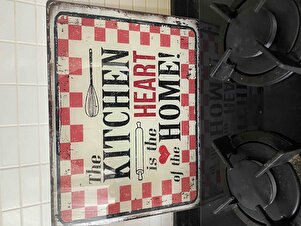 The
KITCHEN
HEART
is the
of the
HOME!